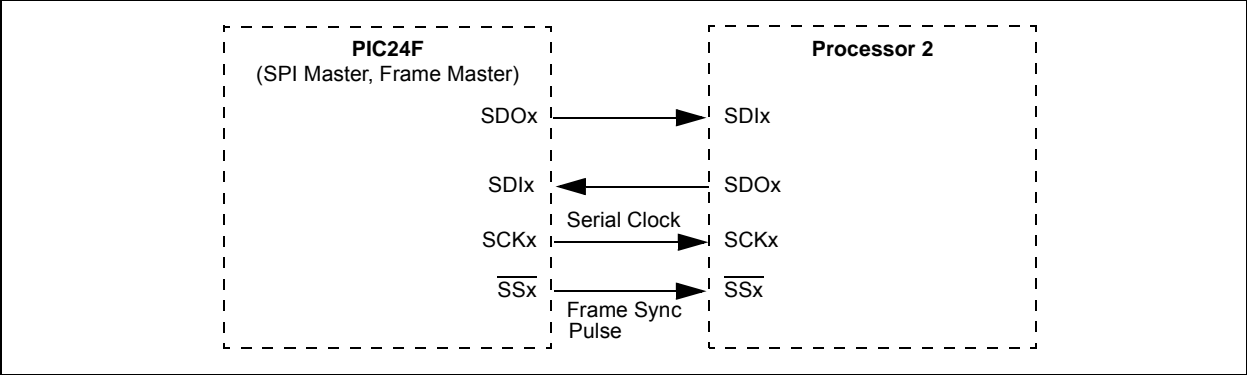 PIC24F
(SPI Master, Frame Master)
Processor 2
SDOx
SDIx
SDIx
SDOx
Serial Clock
SCKx
SCKx
SSx
SSx
Frame Sync
Pulse